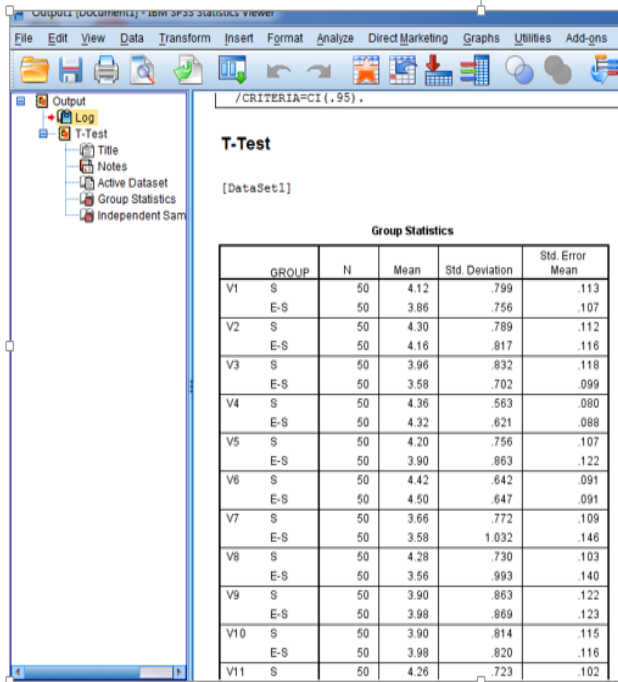 Output1 [Document1] - IBM SPSS Statistics Viewer
File Edit View Data Transform Insert Format Analyze Direct Marketing Graphs Utilities Add-ons
Output
Log
T-Test
Title
Notes
Active Dataset
Group Statistics
Independent Sam
/CRITERIA=CI(.95).
T-Test
[DataSet1]
Group Statistics
GROUP N Mean Std. Deviation Std. Error Mean
V1 S 50 4.12 .799 .113
E-S 50 3.86 .756 .107
V2 S 50 4.30 .789 .112
E-S 50 4.16 .817 .116
V3 S 50 3.96 .832 .118
E-S 50 3.58 .702 .099
V4 S 50 4.36 .563 .080
E-S 50 4.32 .621 .088
V5 S 50 4.20 .756 .107
E-S 50 3.90 .863 .122
V6 S 50 4.42 .642 .091
E-S 50 4.50 .647 .091
V7 S 50 3.66 .772 .109
E-S 50 3.58 1.032 .146
V8 S 50 4.28 .730 .103
E-S 50 3.56 .993 .140
V9 S 50 3.90 .863 .122
E-S 50 3.98 .869 .123
V10 S 50 3.90 .814 .115
E-S 50 3.98 .820 .116
V11 S 50 4.26 .723 .102